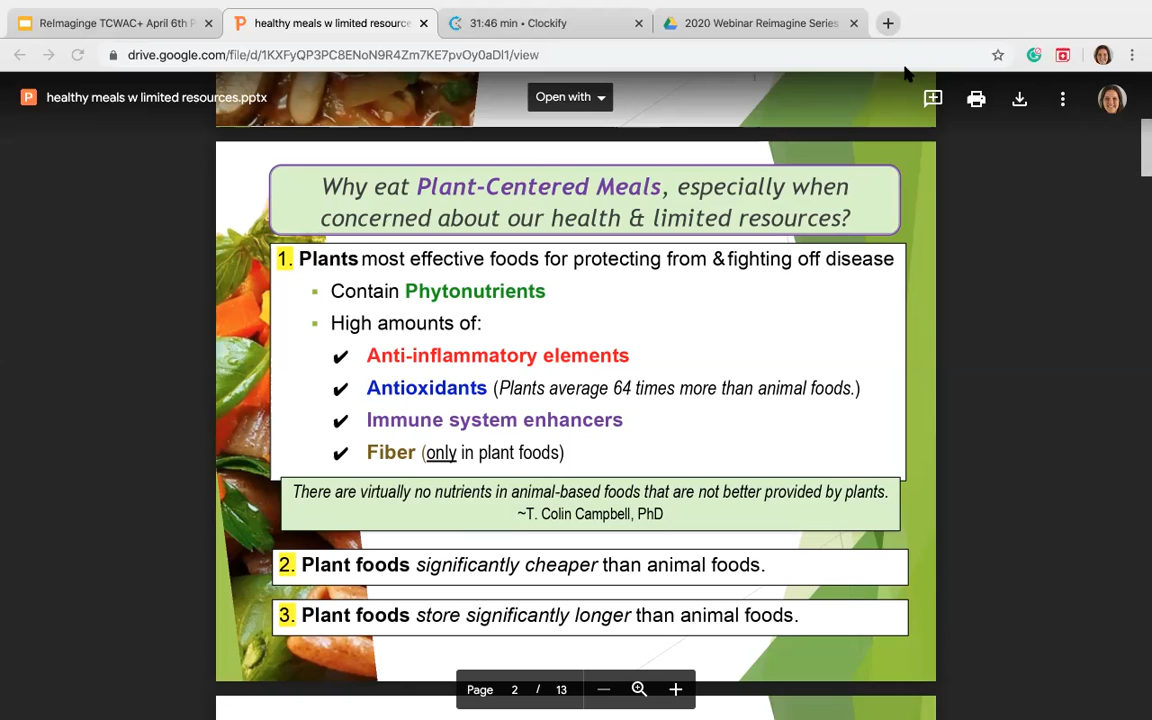 ReImaginge TCWAC+ April 6th P
healthy meals w limited resource
31:46 min • Clockify
2020 Webinar Reimagine Series
drive.google.com/file/d/1KXFyQP3PC8ENoN9R4Zm7KE7pvOy0aDl1/view
healthy meals w limited resources.pptx
Open with
Why eat Plant-Centered Meals, especially when
concerned about our health & limited resources?
1. Plants most effective foods for protecting from & fighting off disease
▪ Contain Phytonutrients
▪ High amounts of:
✔ Anti-inflammatory elements
✔ Antioxidants (Plants average 64 times more than animal foods.)
✔ Immune system enhancers
✔ Fiber (only in plant foods)
There are virtually no nutrients in animal-based foods that are not better provided by plants.
~T. Colin Campbell, PhD
2. Plant foods significantly cheaper than animal foods.
3. Plant foods store significantly longer than animal foods.
Page 2 / 13